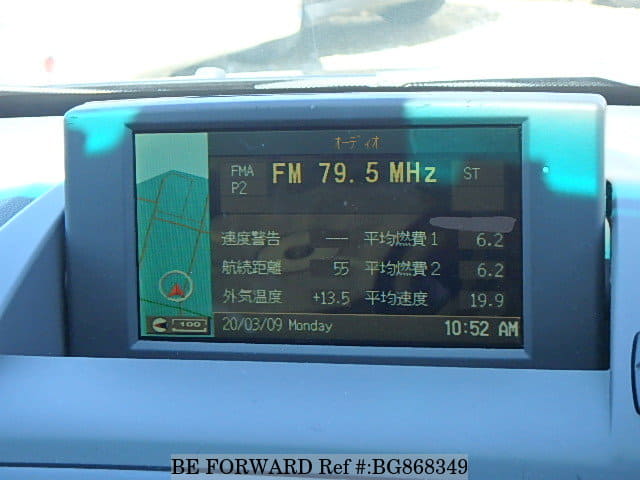 オーディオ
FMA FM 79.5 MHz ST
P2
速度警告 ---- 平均燃費1 6.2
航続距離 55 平均燃費2 6.2
外気温度 +13.5 平均速度 19.9
100 20/03/09 Monday 10:52 AM
BE FORWARD Ref #:BG868349